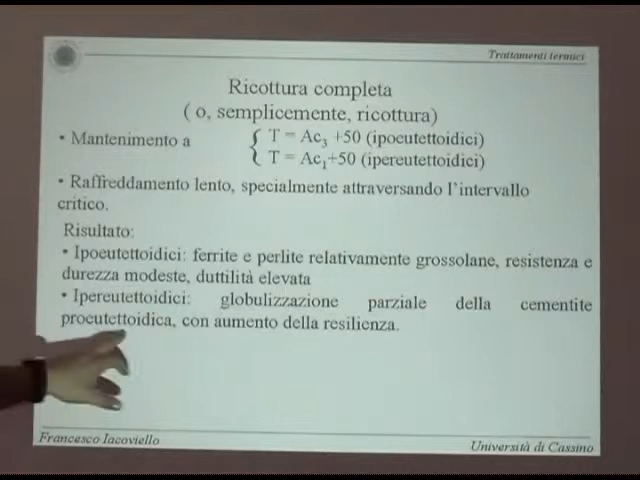 Trattamenti termici
Ricottura completa
( o, semplicemente, ricottura)
• Mantenimento a { T = Ac3 +50 (ipoeutettoidici)
T = Ac1+50 (ipereutettoidici)
• Raffreddamento lento, specialmente attraversando l'intervallo
critico.
Risultato:
• Ipoeutettoidici: ferrite e perlite relativamente grossolane, resistenza e
durezza modeste, duttilità elevata
• Ipereutettoidici: globulizzazione parziale della cementite
proeutettoidica, con aumento della resilienza.
Francesco Iacoviello
Università di Cassino